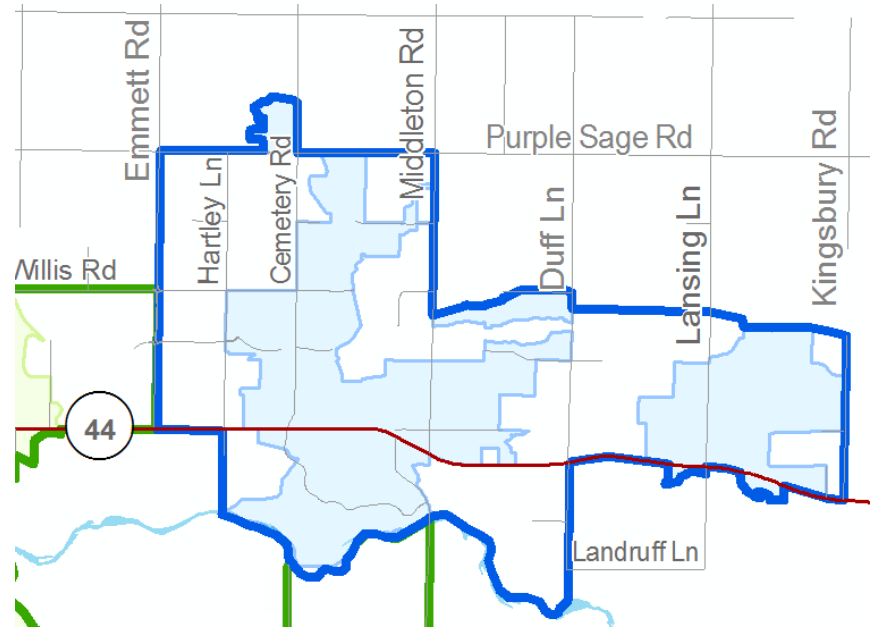 Emmett Rd
Hartley Ln
Cemetery Rd
Middleton Rd
Purple Sage Rd
Duff Ln
Lansing Ln
Kingsbury Rd
Willis Rd
44
Landruff Ln